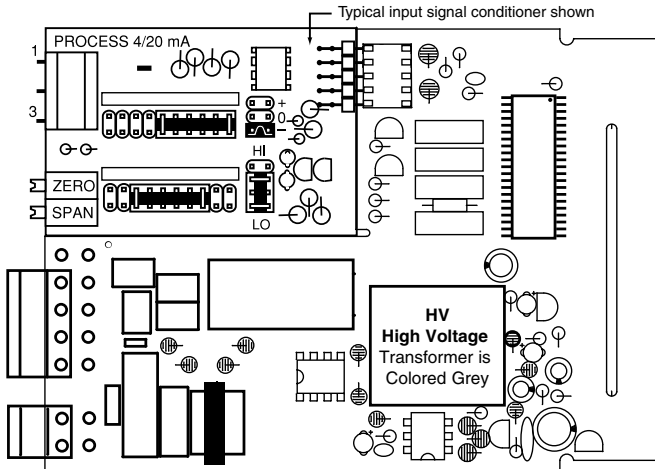 Typical input signal conditioner shown
PROCESS 4/20 mA
1
3
+
0
–
HI
LO
ZERO
SPAN
HV
High Voltage
Transformer is
Colored Grey